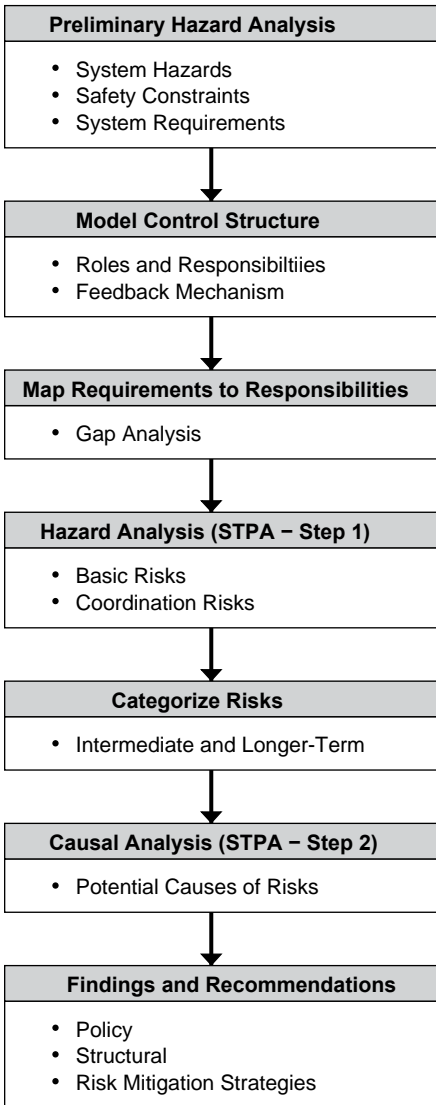 Preliminary Hazard Analysis
• System Hazards
• Safety Constraints
• System Requirements
Model Control Structure
• Roles and Responsibiltiies
• Feedback Mechanism
Map Requirements to Responsibilities
• Gap Analysis
Hazard Analysis (STPA − Step 1)
• Basic Risks
• Coordination Risks
Categorize Risks
• Intermediate and Longer-Term
Causal Analysis (STPA − Step 2)
• Potential Causes of Risks
Findings and Recommendations
• Policy
• Structural
• Risk Mitigation Strategies